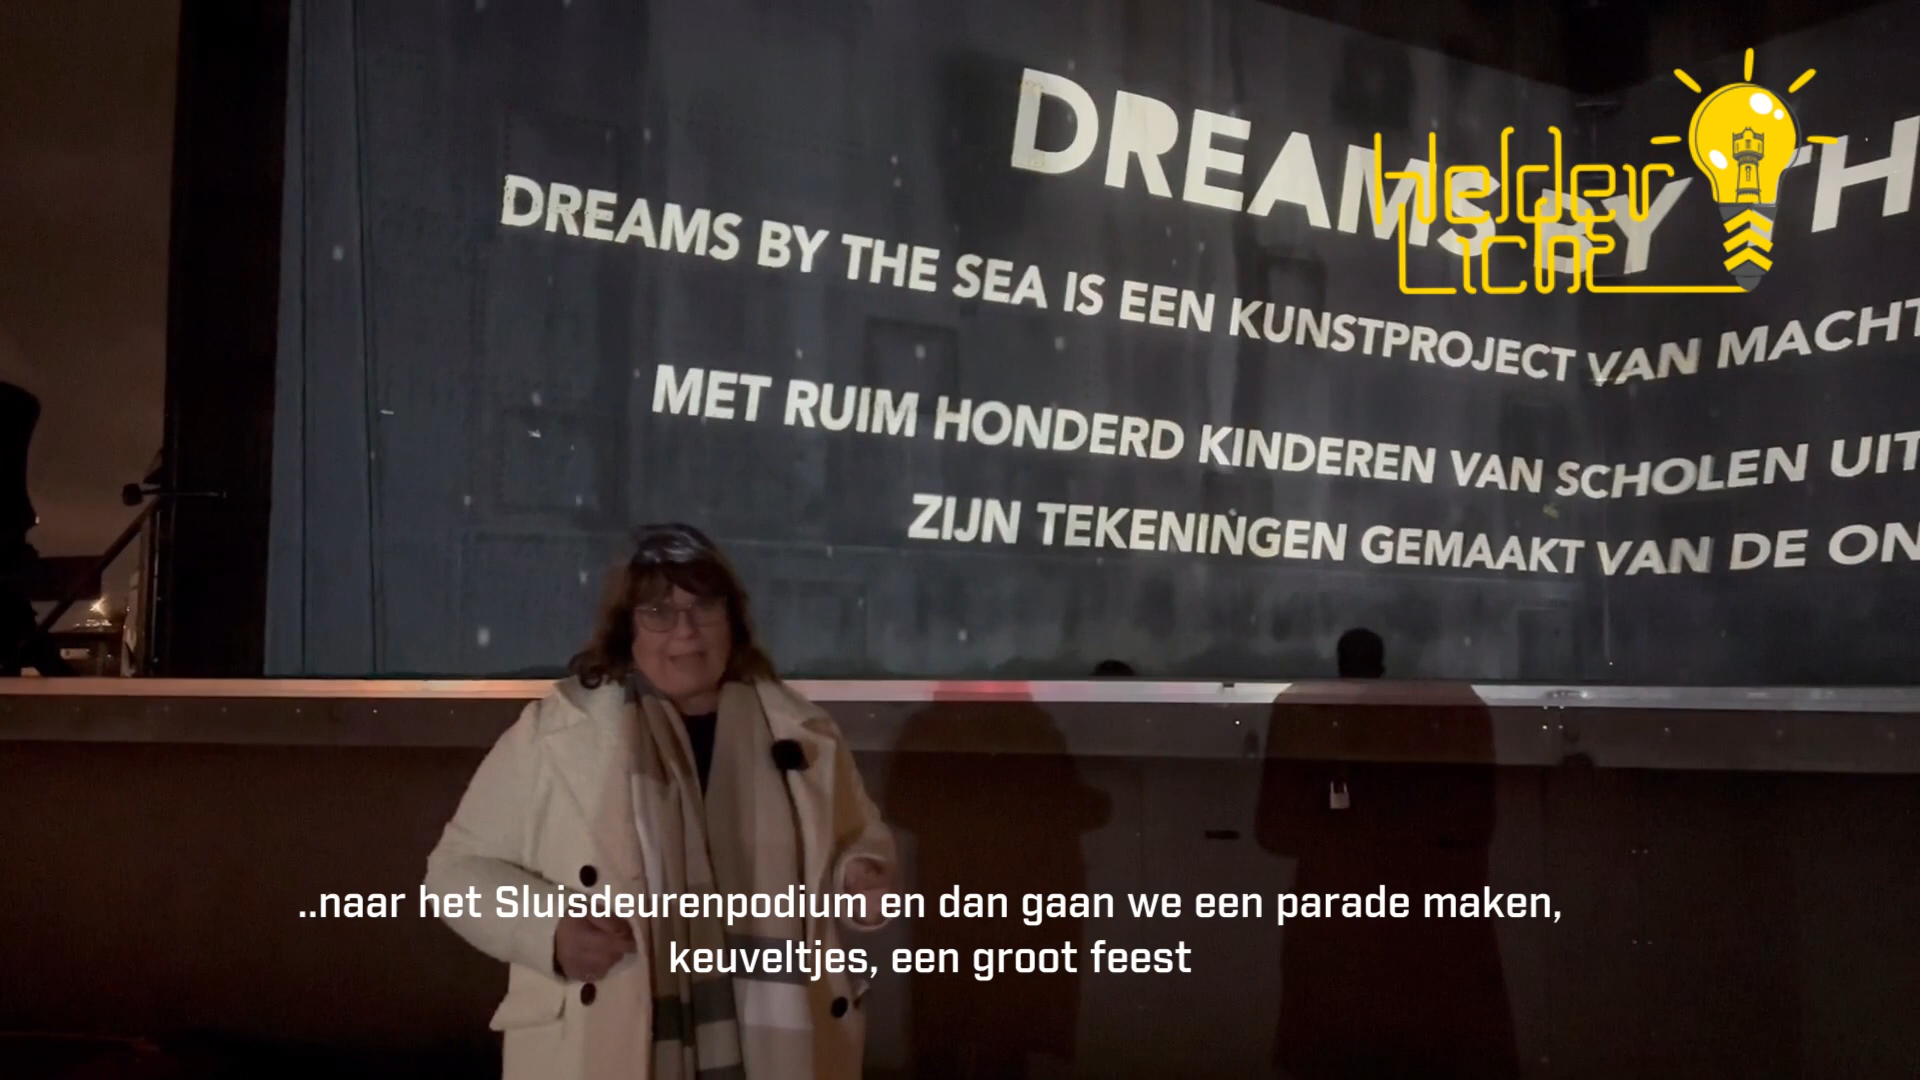 DREAMS BY TH
Helder
Licht
DREAMS BY THE SEA IS EEN KUNSTPROJECT VAN MACHT
MET RUIM HONDERD KINDEREN VAN SCHOLEN UIT
ZIJN TEKENINGEN GEMAAKT VAN DE ON
..naar het Sluisdeurenpodium en dan gaan we een parade maken,
keuveltjes, een groot feest